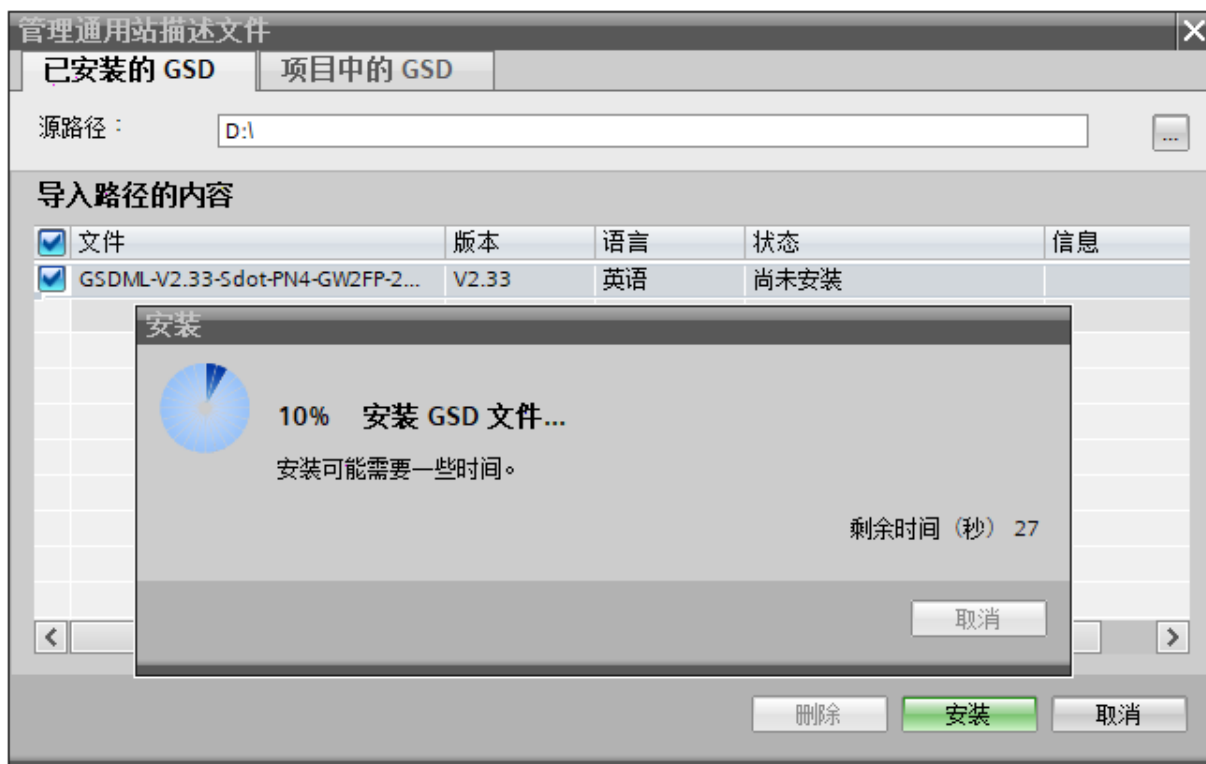 管理通用站描述文件
已安装的 GSD
项目中的 GSD
源路径：
D:\
...
导入路径的内容
文件 版本 语言 状态 信息
GSDML-V2.33-Sdot-PN4-GW2FP-2... V2.33 英语 尚未安装
安装
10% 安装 GSD 文件...
安装可能需要一些时间。
剩余时间（秒） 27
取消
删除 安装 取消